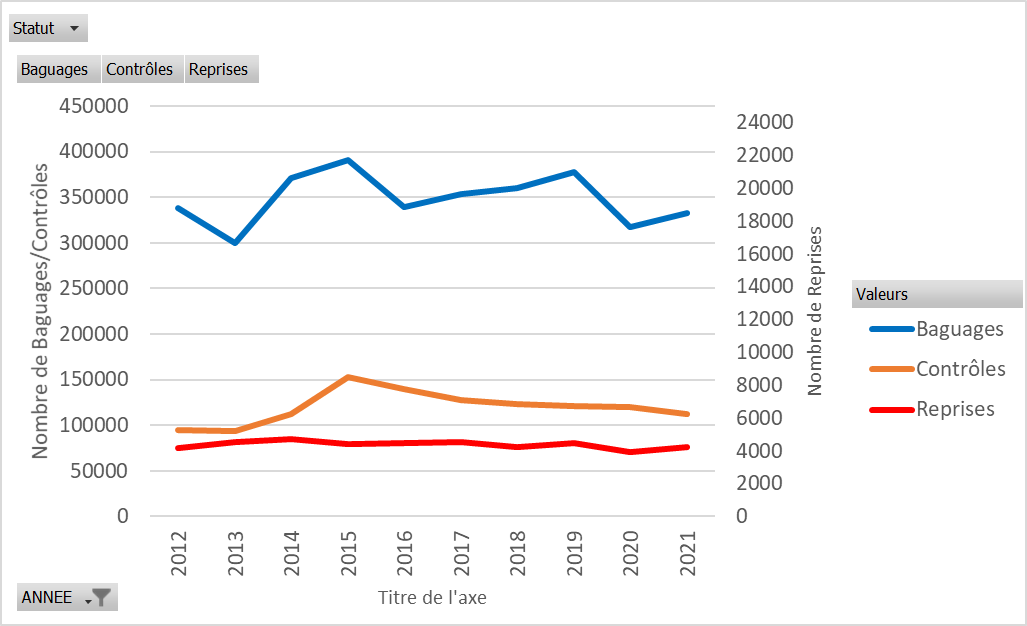 Statut
Baguages Contrôles Reprises
Nombre de Baguages/Contrôles
450000
400000
350000
300000
250000
200000
150000
100000
50000
0
24000
22000
20000
18000
16000
14000
12000
10000
8000
6000
4000
2000
0
Nombre de Reprises
2012 2013 2014 2015 2016 2017 2018 2019 2020 2021
Titre de l'axe
Valeurs
Baguages
Contrôles
Reprises
ANNEE